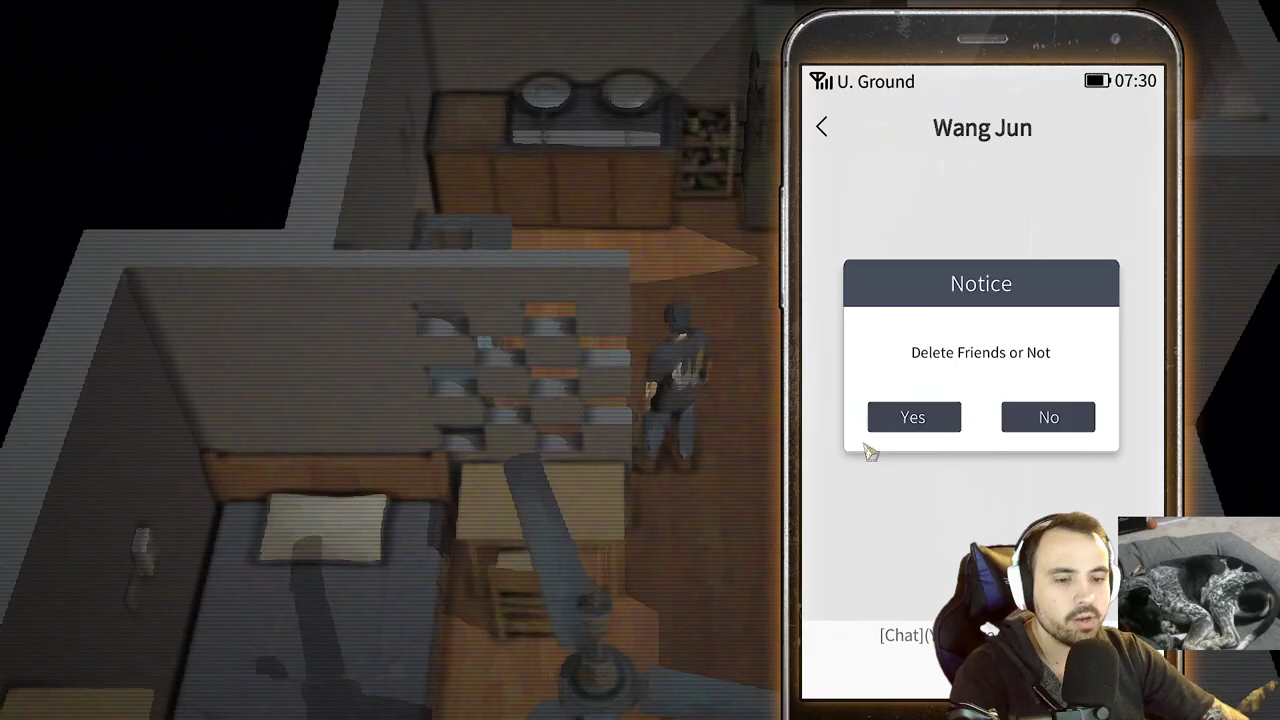 U. Ground
07:30
Wang Jun
Notice
Delete Friends or Not
Yes
No
[Chat]